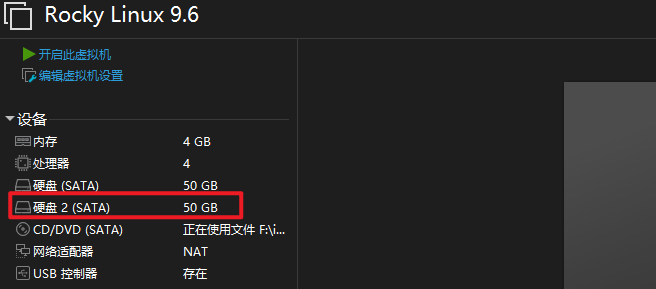 Rocky Linux 9.6
开启此虚拟机
编辑虚拟机设置
设备
内存 4 GB
处理器 4
硬盘 (SATA) 50 GB
硬盘 2 (SATA) 50 GB
CD/DVD (SATA) 正在使用文件 F:\i...
网络适配器 NAT
USB 控制器 存在